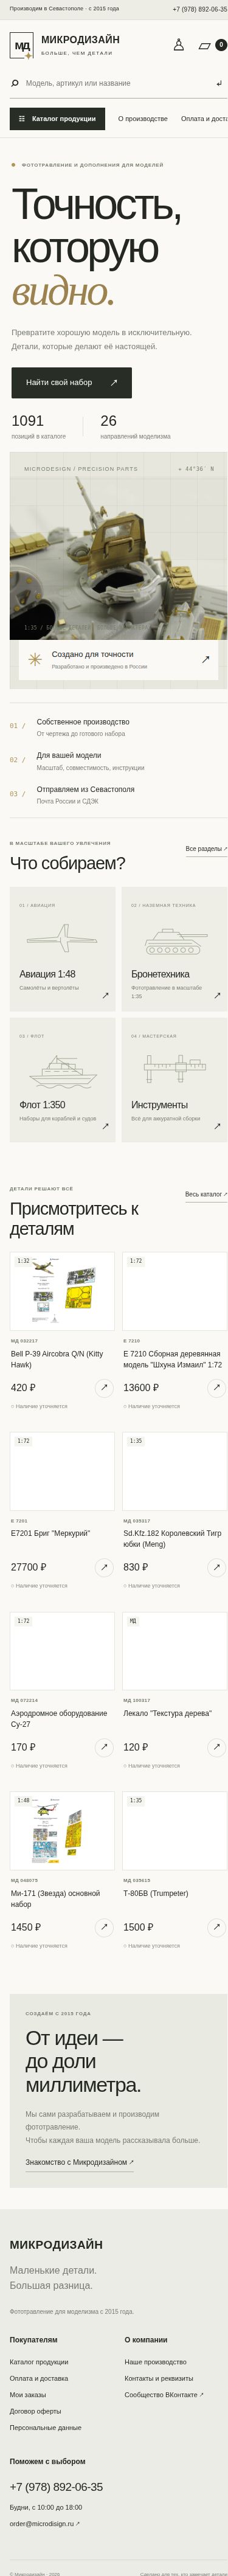 Производим в Севастополе · с 2015 года
+7 (978) 892-06-35
МД
МИКРОДИЗАЙН
БОЛЬШЕ, ЧЕМ ДЕТАЛИ
0
Модель, артикул или название
Каталог продукции
О производстве
Оплата и доста
ФОТОТРАВЛЕНИЕ И ДОПОЛНЕНИЯ ДЛЯ МОДЕЛЕЙ
Точность,
которую
видно.
Превратите хорошую модель в исключительную.
Детали, которые делают её настоящей.
Найти свой набор ↗
1091
позиций в каталоге
26
направлений моделизма
MICRODESIGN / PRECISION PARTS
+ 44°36′ N
Создано для точности
Разработано и произведено в России
01 /
Собственное производство
От чертежа до готового набора
02 /
Для вашей модели
Масштаб, совместимость, инструкции
03 /
Отправляем из Севастополя
Почта России и СДЭК
В МАСШТАБЕ ВАШЕГО УВЛЕЧЕНИЯ
Что собираем?
Все разделы ↗
01 / АВИАЦИЯ
Авиация 1:48
Самолёты и вертолёты
02 / НАЗЕМНАЯ ТЕХНИКА
Бронетехника
Фототравление в масштабе
1:35
03 / ФЛОТ
Флот 1:350
Наборы для кораблей и судов
04 / МАСТЕРСКАЯ
Инструменты
Всё для аккуратной сборки
ДЕТАЛИ РЕШАЮТ ВСЁ
Присмотритесь к
деталям
Весь каталог ↗
1:32
МД 032217
Bell P-39 Aircobra Q/N (Kitty
Hawk)
420 ₽
Наличие уточняется
1:72
Е 7210
Е 7210 Сборная деревянная
модель "Шхуна Измаил" 1:72
13600 ₽
Наличие уточняется
1:72
Е 7201
Е7201 Бриг "Меркурий"
27700 ₽
Наличие уточняется
1:35
МД 035317
Sd.Kfz.182 Королевский Тигр
юбки (Meng)
830 ₽
Наличие уточняется
1:72
МД 072214
Аэродромное оборудование
Су-27
170 ₽
Наличие уточняется
МД
МД 100317
Лекало "Текстура дерева"
120 ₽
Наличие уточняется
1:48
МД 048075
Ми-171 (Звезда) основной
набор
1450 ₽
Наличие уточняется
1:35
МД 035615
Т-80БВ (Trumpeter)
1500 ₽
Наличие уточняется
СОЗДАЁМ С 2015 ГОДА
От идеи —
до доли
миллиметра.
Мы сами разрабатываем и производим
фототравление.
Чтобы каждая ваша модель рассказывала больше.
Знакомство с Микродизайном ↗
МИКРОДИЗАЙН
Маленькие детали.
Большая разница.
Фототравление для моделизма с 2015 года.
Покупателям
Каталог продукции
Оплата и доставка
Мои заказы
Договор оферты
Персональные данные
О компании
Наше производство
Контакты и реквизиты
Сообщество ВКонтакте ↗
Поможем с выбором
+7 (978) 892-06-35
Будни, с 10:00 до 18:00
order@microdisign.ru ↗
© Микродизайн · 2026
Сделано для тех, кто замечает детали